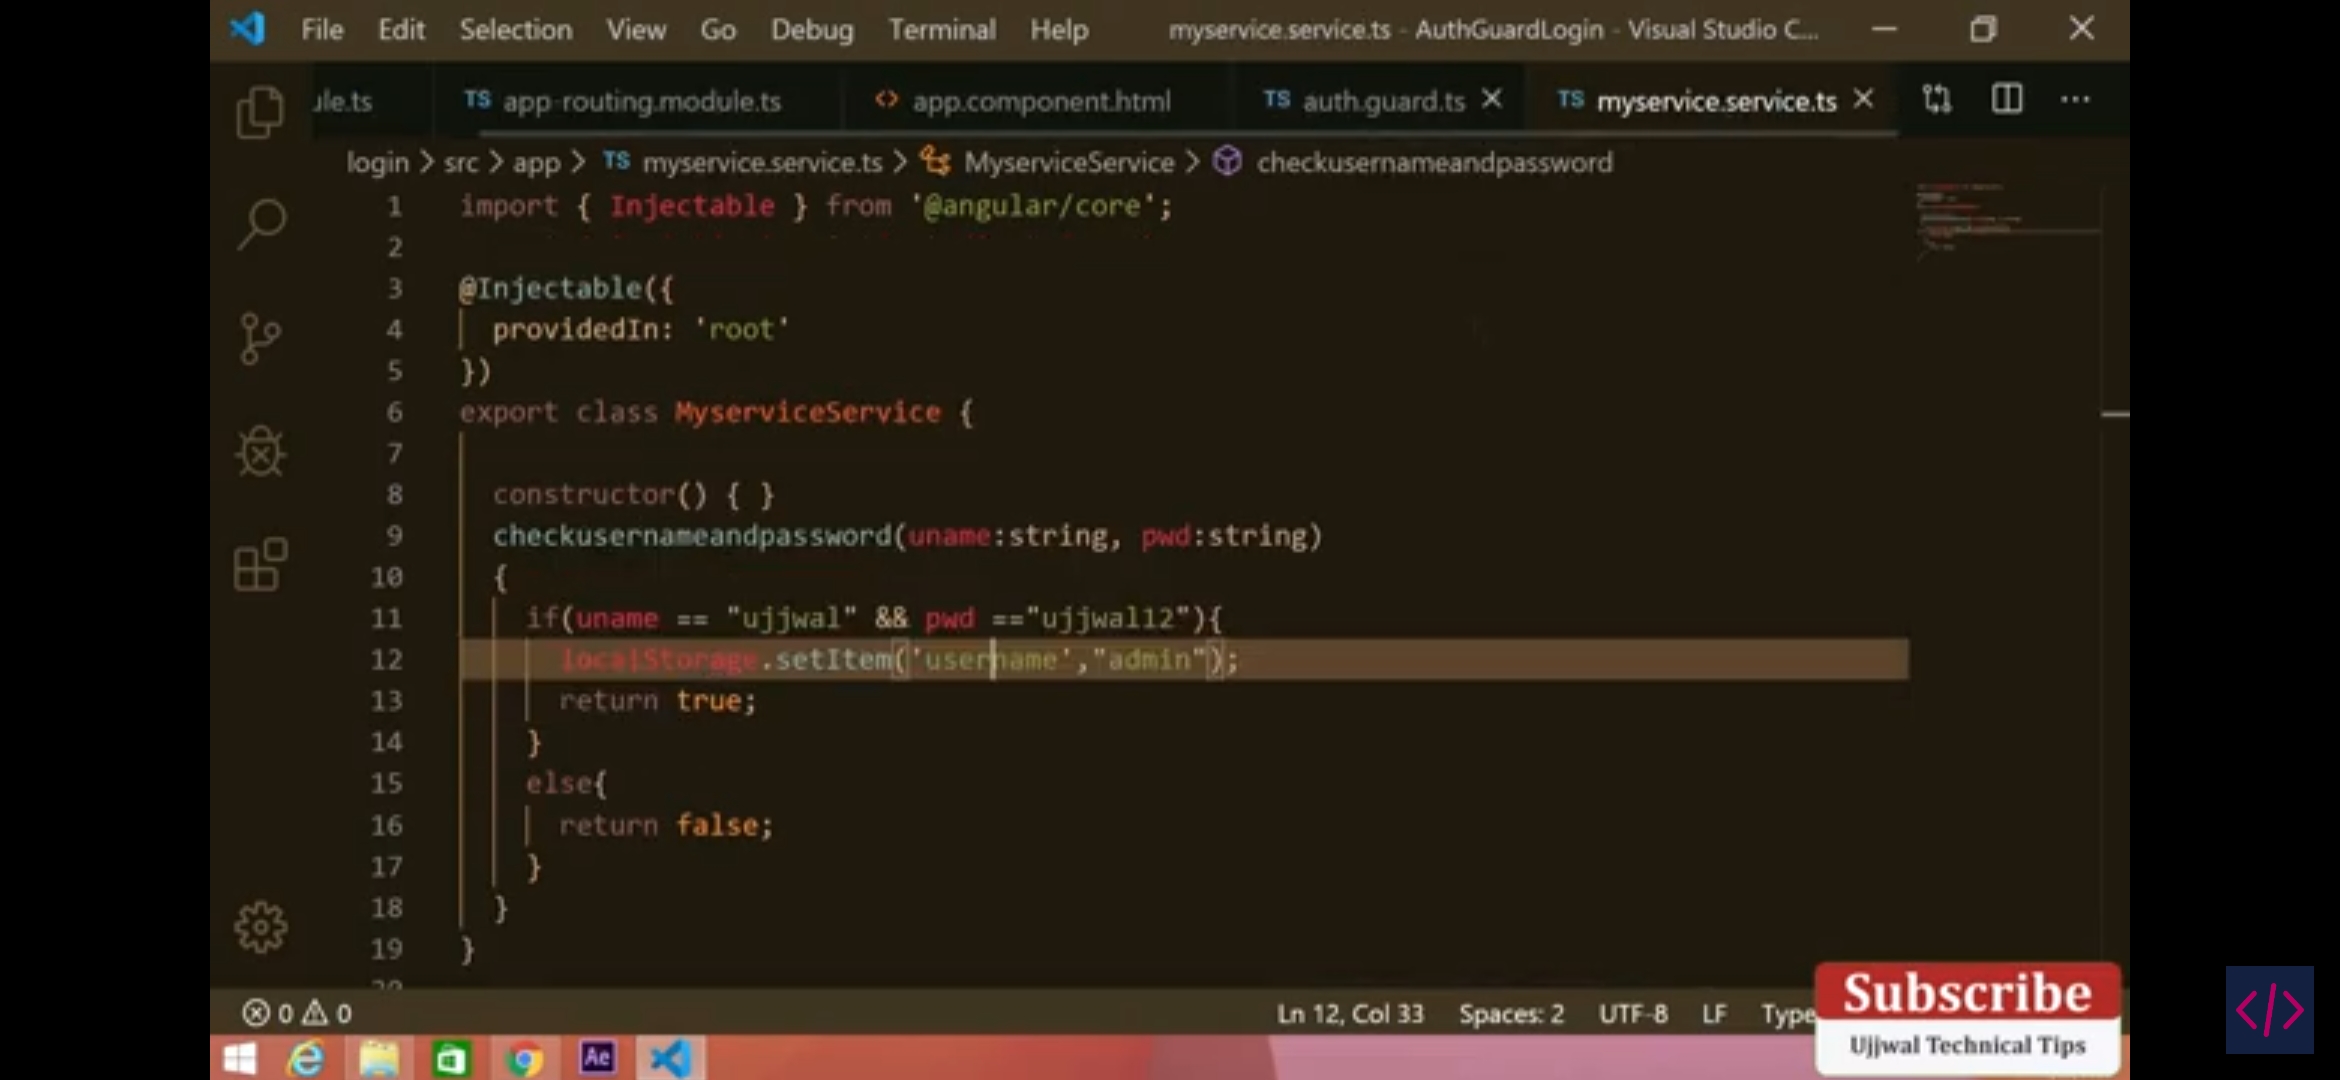 File Edit Selection View Go Debug Terminal Help myservice.service.ts - AuthGuardLogin - Visual Studio C...
ule.ts TS app-routing.module.ts <> app.component.html TS auth.guard.ts TS myservice.service.ts ...
login > src > app > TS myservice.service.ts > MyserviceService > checkusernameandpassword
1 import { Injectable } from '@angular/core';
2
3 @Injectable({
4 providedIn: 'root'
5 })
6 export class MyserviceService {
7
8 constructor() { }
9 checkusernameandpassword(uname:string, pwd:string)
10 {
11 if(uname == "ujjwal" && pwd =="ujjwal12"){
12 localStorage.setItem('username',"admin");
13 return true;
14 }
15 else{
16 return false;
17 }
18 }
19 }
0 0 Ln 12, Col 33 Spaces: 2 UTF-8 LF Type
Subscribe
Ujjwal Technical Tips
Ae